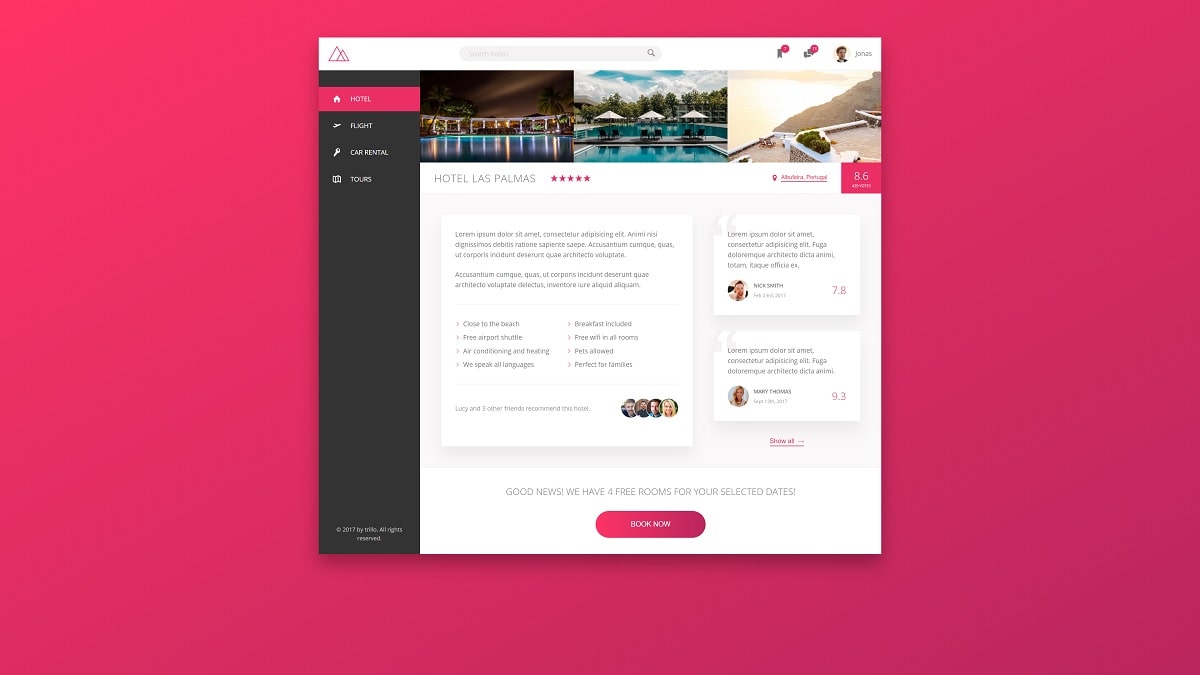 Search hotels
Jonas
HOTEL
FLIGHT
CAR RENTAL
TOURS
© 2017 by trillo. All rights
reserved.
HOTEL LAS PALMAS
Albufeira, Portugal
8.6
429 VOTES
Lorem ipsum dolor sit amet, consectetur adipisicing elit. Animi nisi
dignissimos debitis ratione sapiente saepe. Accusantium cumque, quas,
ut corporis incidunt deserunt quae architecto voluptate.
Accusantium cumque, quas, ut corporis incidunt deserunt quae
architecto voluptate delectus, inventore iure aliquid aliquam.
Close to the beach
Free airport shuttle
Air conditioning and heating
We speak all languages
Breakfast included
Free wifi in all rooms
Pets allowed
Perfect for families
Lucy and 3 other friends recommend this hotel.
“
Lorem ipsum dolor sit amet,
consectetur adipisicing elit. Fuga
doloremque architecto dicta animi,
totam, itaque officia ex.
NICK SMITH
Feb 23rd, 2017
7.8
“
Lorem ipsum dolor sit amet,
consectetur adipisicing elit. Fuga
doloremque architecto dicta animi.
MARY THOMAS
Sept 13th, 2017
9.3
Show all →
GOOD NEWS! WE HAVE 4 FREE ROOMS FOR YOUR SELECTED DATES!
BOOK NOW